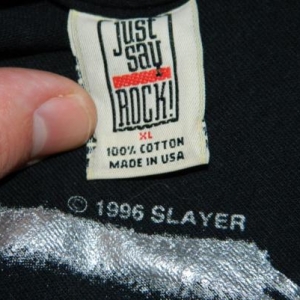 Just
say
ROCK!
XL
100% COTTON
MADE IN USA
© 1996 SLAYER